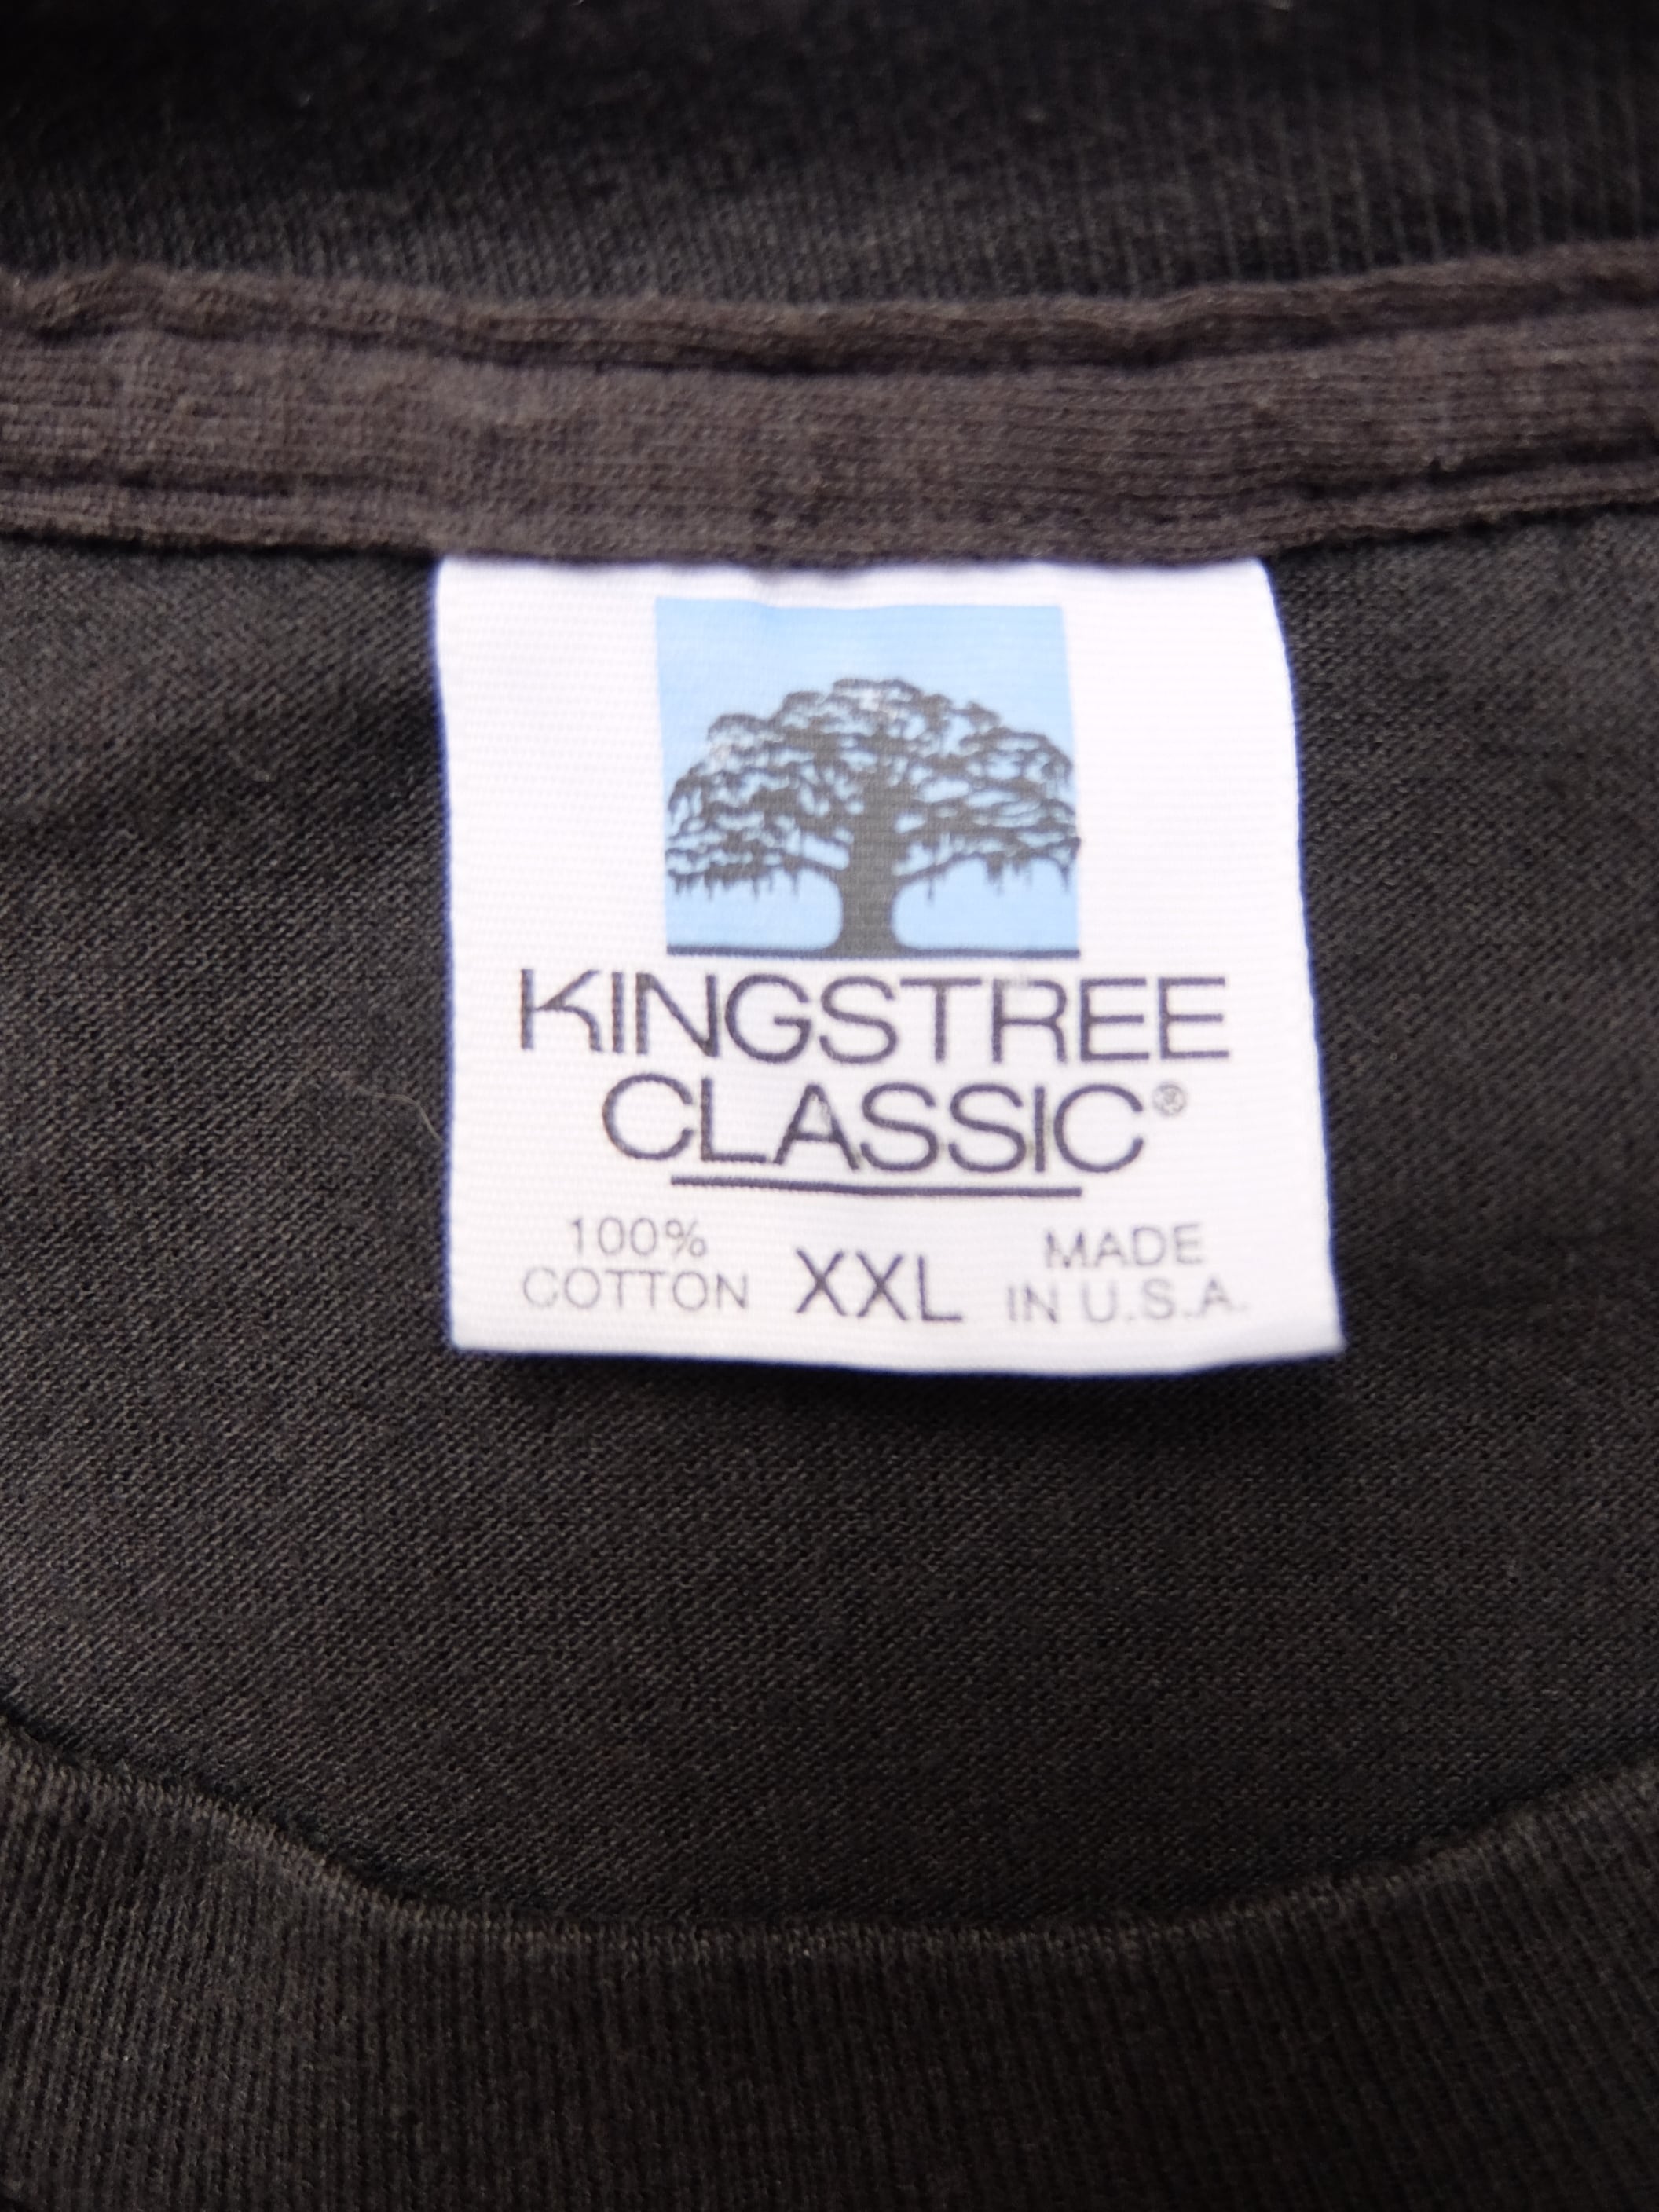 KINGSTREE
CLASSIC®
100%
COTTON
XXL
MADE
IN U.S.A.